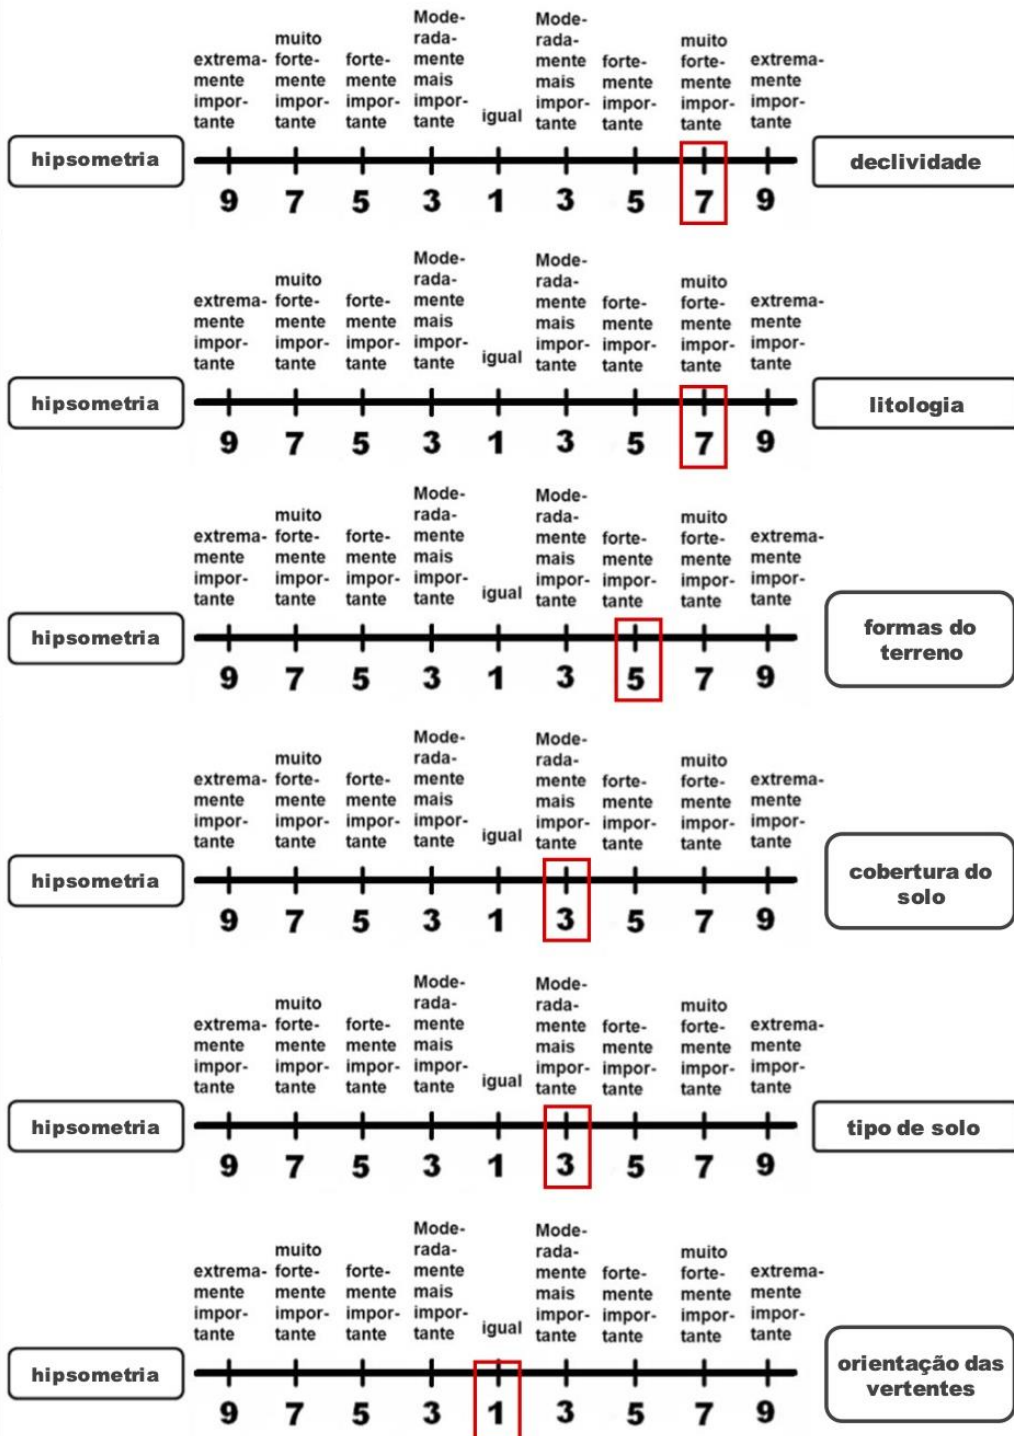 extrema-
mente
impor-
tante
muito
forte-
mente
impor-
tante
forte-
mente
impor-
tante
Mode-
rada-
mente
mais
impor-
tante
igual
Mode-
rada-
mente
mais
impor-
tante
forte-
mente
impor-
tante
muito
forte-
mente
impor-
tante
extrema-
mente
impor-
tante
hipsometria
declividade
9 7 5 3 1 3 5 7 9
extrema-
mente
impor-
tante
muito
forte-
mente
impor-
tante
forte-
mente
impor-
tante
Mode-
rada-
mente
mais
impor-
tante
igual
Mode-
rada-
mente
mais
impor-
tante
forte-
mente
impor-
tante
muito
forte-
mente
impor-
tante
extrema-
mente
impor-
tante
hipsometria
litologia
9 7 5 3 1 3 5 7 9
extrema-
mente
impor-
tante
muito
forte-
mente
impor-
tante
forte-
mente
impor-
tante
Mode-
rada-
mente
mais
impor-
tante
igual
Mode-
rada-
mente
mais
impor-
tante
forte-
mente
impor-
tante
muito
forte-
mente
impor-
tante
extrema-
mente
impor-
tante
hipsometria
formas do
terreno
9 7 5 3 1 3 5 7 9
extrema-
mente
impor-
tante
muito
forte-
mente
impor-
tante
forte-
mente
impor-
tante
Mode-
rada-
mente
mais
impor-
tante
igual
Mode-
rada-
mente
mais
impor-
tante
forte-
mente
impor-
tante
muito
forte-
mente
impor-
tante
extrema-
mente
impor-
tante
hipsometria
cobertura do
solo
9 7 5 3 1 3 5 7 9
extrema-
mente
impor-
tante
muito
forte-
mente
impor-
tante
forte-
mente
impor-
tante
Mode-
rada-
mente
mais
impor-
tante
igual
Mode-
rada-
mente
mais
impor-
tante
forte-
mente
impor-
tante
muito
forte-
mente
impor-
tante
extrema-
mente
impor-
tante
hipsometria
tipo de solo
9 7 5 3 1 3 5 7 9
extrema-
mente
impor-
tante
muito
forte-
mente
impor-
tante
forte-
mente
impor-
tante
Mode-
rada-
mente
mais
impor-
tante
igual
Mode-
rada-
mente
mais
impor-
tante
forte-
mente
impor-
tante
muito
forte-
mente
impor-
tante
extrema-
mente
impor-
tante
hipsometria
orientação das
vertentes
9 7 5 3 1 3 5 7 9